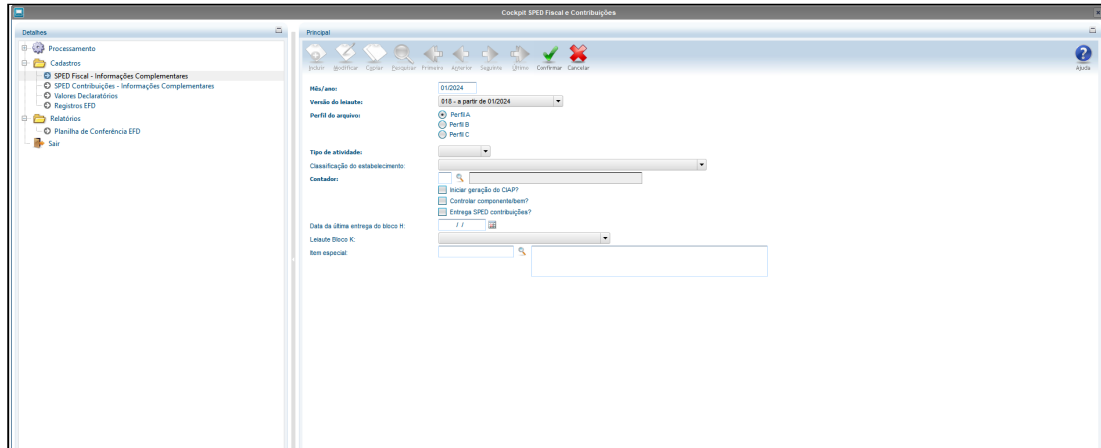 Cockpit SPED Fiscal e Contribuições
Detalhes
Processamento
Cadastros
SPED Fiscal - Informações Complementares
SPED Contribuições - Informações Complementares
Valores Declaratórios
Registros EFD
Relatórios
Planilha de Conferência EFD
Sair
Principal
Incluir Modificar Copiar Pesquisar Primeiro Anterior Seguinte Último Confirmar Cancelar Ajuda
Mês/ano: 01/2024
Versão do leiaute: 018 - a partir de 01/2024
Perfil do arquivo: Perfil A
Perfil B
Perfil C
Tipo de atividade:
Classificação do estabelecimento:
Contador:
Iniciar geração do CIAP?
Controlar componente/bem?
Entrega SPED contribuições?
Data da última entrega do bloco H: / /
Leiaute Bloco K:
Item especial: